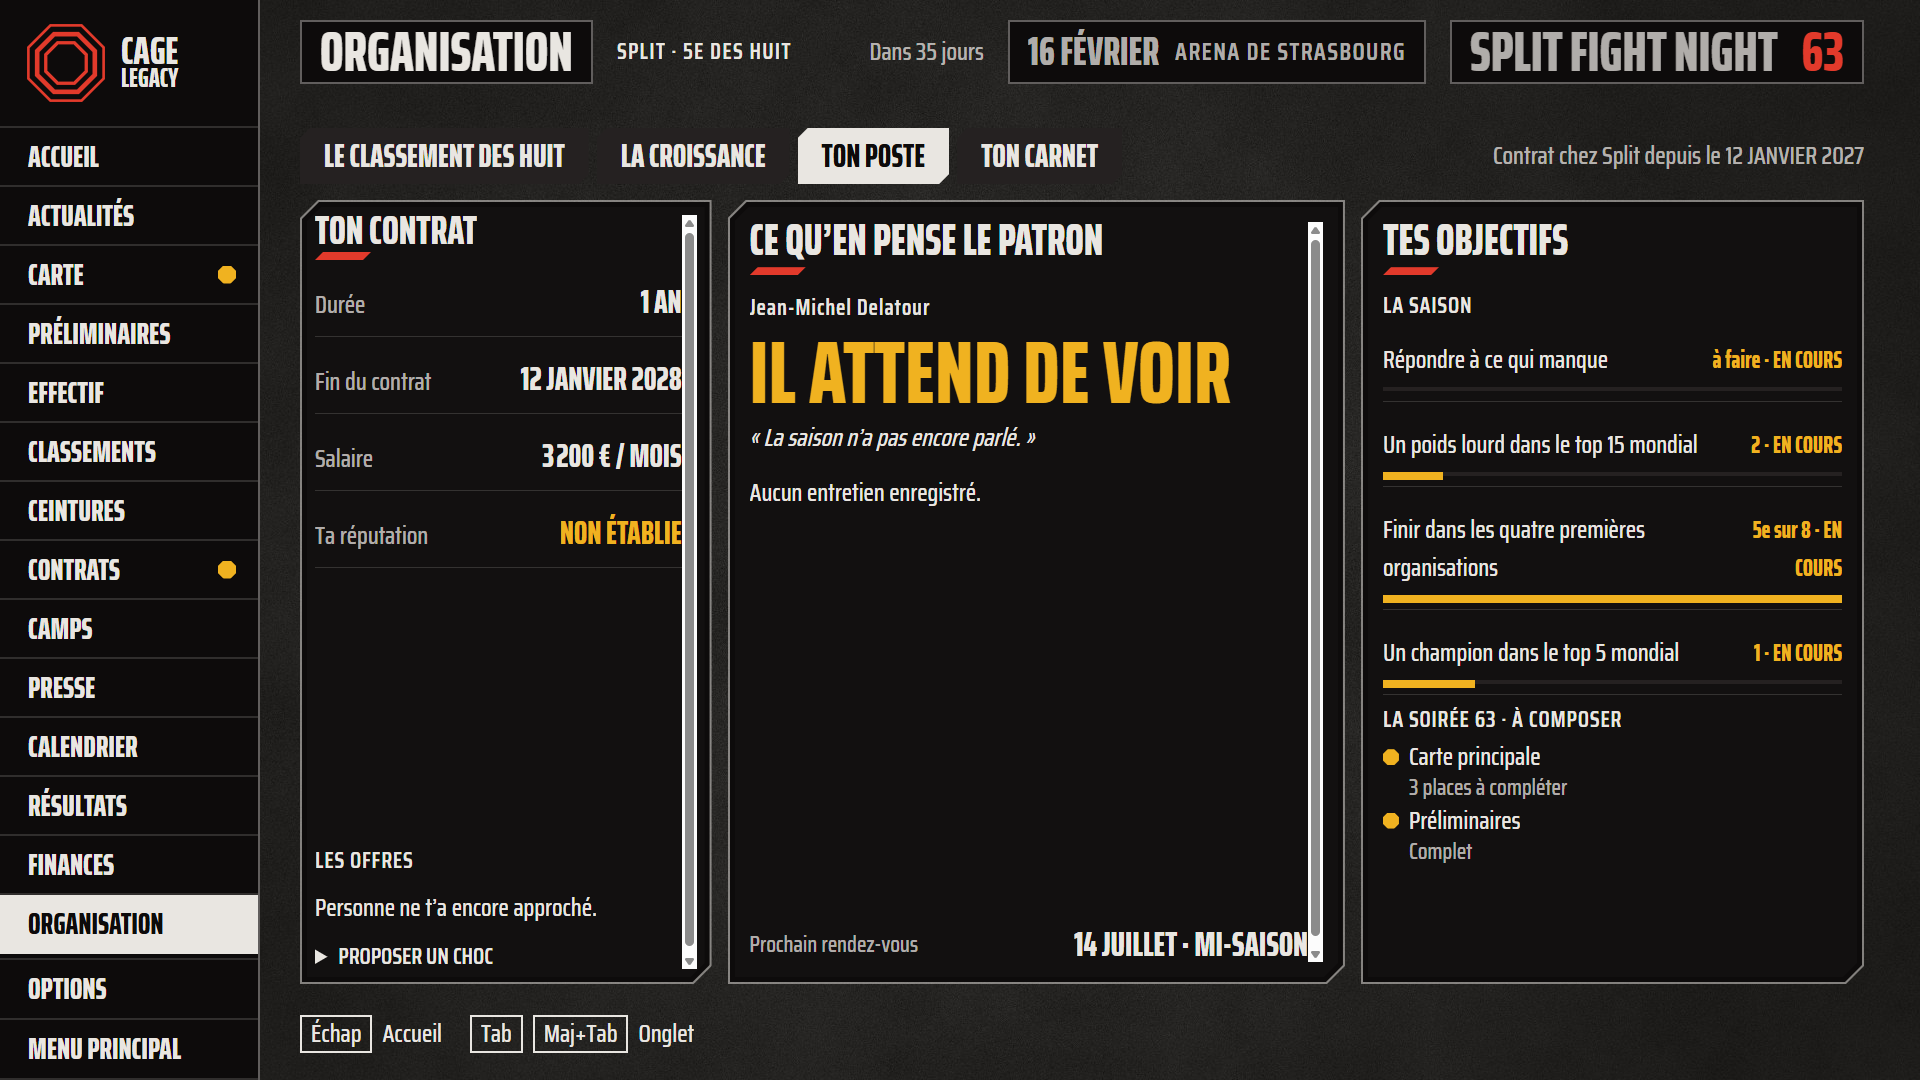 CAGE
LEGACY
ACCUEIL
ACTUALITÉS
CARTE
PRÉLIMINAIRES
EFFECTIF
CLASSEMENTS
CEINTURES
CONTRATS
CAMPS
PRESSE
CALENDRIER
RÉSULTATS
FINANCES
ORGANISATION
OPTIONS
MENU PRINCIPAL
ORGANISATION
SPLIT · 5E DES HUIT
Dans 35 jours
16 FÉVRIER ARENA DE STRASBOURG
SPLIT FIGHT NIGHT 63
LE CLASSEMENT DES HUIT
LA CROISSANCE
TON POSTE
TON CARNET
Contrat chez Split depuis le 12 JANVIER 2027
TON CONTRAT
Durée 1 AN
Fin du contrat 12 JANVIER 2028
Salaire 3 200 € / MOIS
Ta réputation NON ÉTABLIE
LES OFFRES
Personne ne t’a encore approché.
▶ PROPOSER UN CHOC
CE QU’EN PENSE LE PATRON
Jean-Michel Delatour
IL ATTEND DE VOIR
« La saison n’a pas encore parlé. »
Aucun entretien enregistré.
Prochain rendez-vous 14 JUILLET · MI-SAISON
TES OBJECTIFS
LA SAISON
Répondre à ce qui manque à faire · EN COURS
Un poids lourd dans le top 15 mondial 2 · EN COURS
Finir dans les quatre premières 5e sur 8 · EN
organisations COURS
Un champion dans le top 5 mondial 1 · EN COURS
LA SOIRÉE 63 · À COMPOSER
Carte principale
3 places à compléter
Préliminaires
Complet
Échap Accueil Tab Maj+Tab Onglet